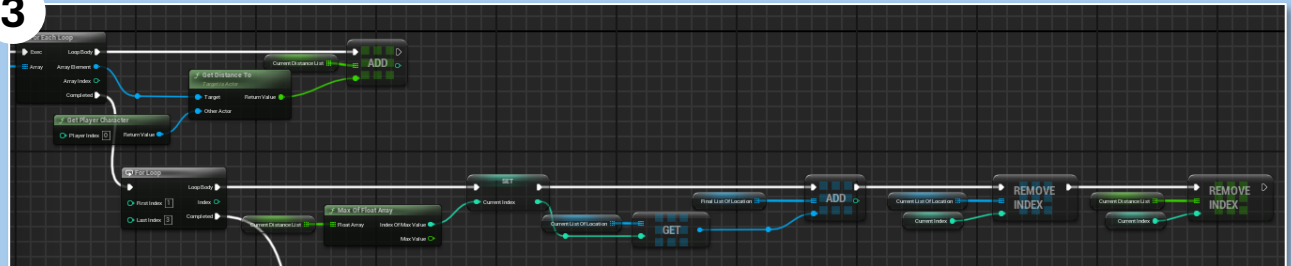 3
For Each Loop
Exec
Loop Body
Array
Array Element
Array Index
Completed
Get Distance To
Target is Actor
Target
Return Value
Other Actor
Current Distance List
ADD
Get Player Character
Player Index 0
Return Value
For Loop
Loop Body
First Index 1
Index
Last Index 3
Completed
Current Distance List
Max Of Float Array
Float Array
Index Of Max Value
Max Value
SET
Current Index
Current List Of Location
GET
Final List Of Location
ADD
Current List Of Location
Current Index
REMOVE
INDEX
Current Distance List
Current Index
REMOVE
INDEX